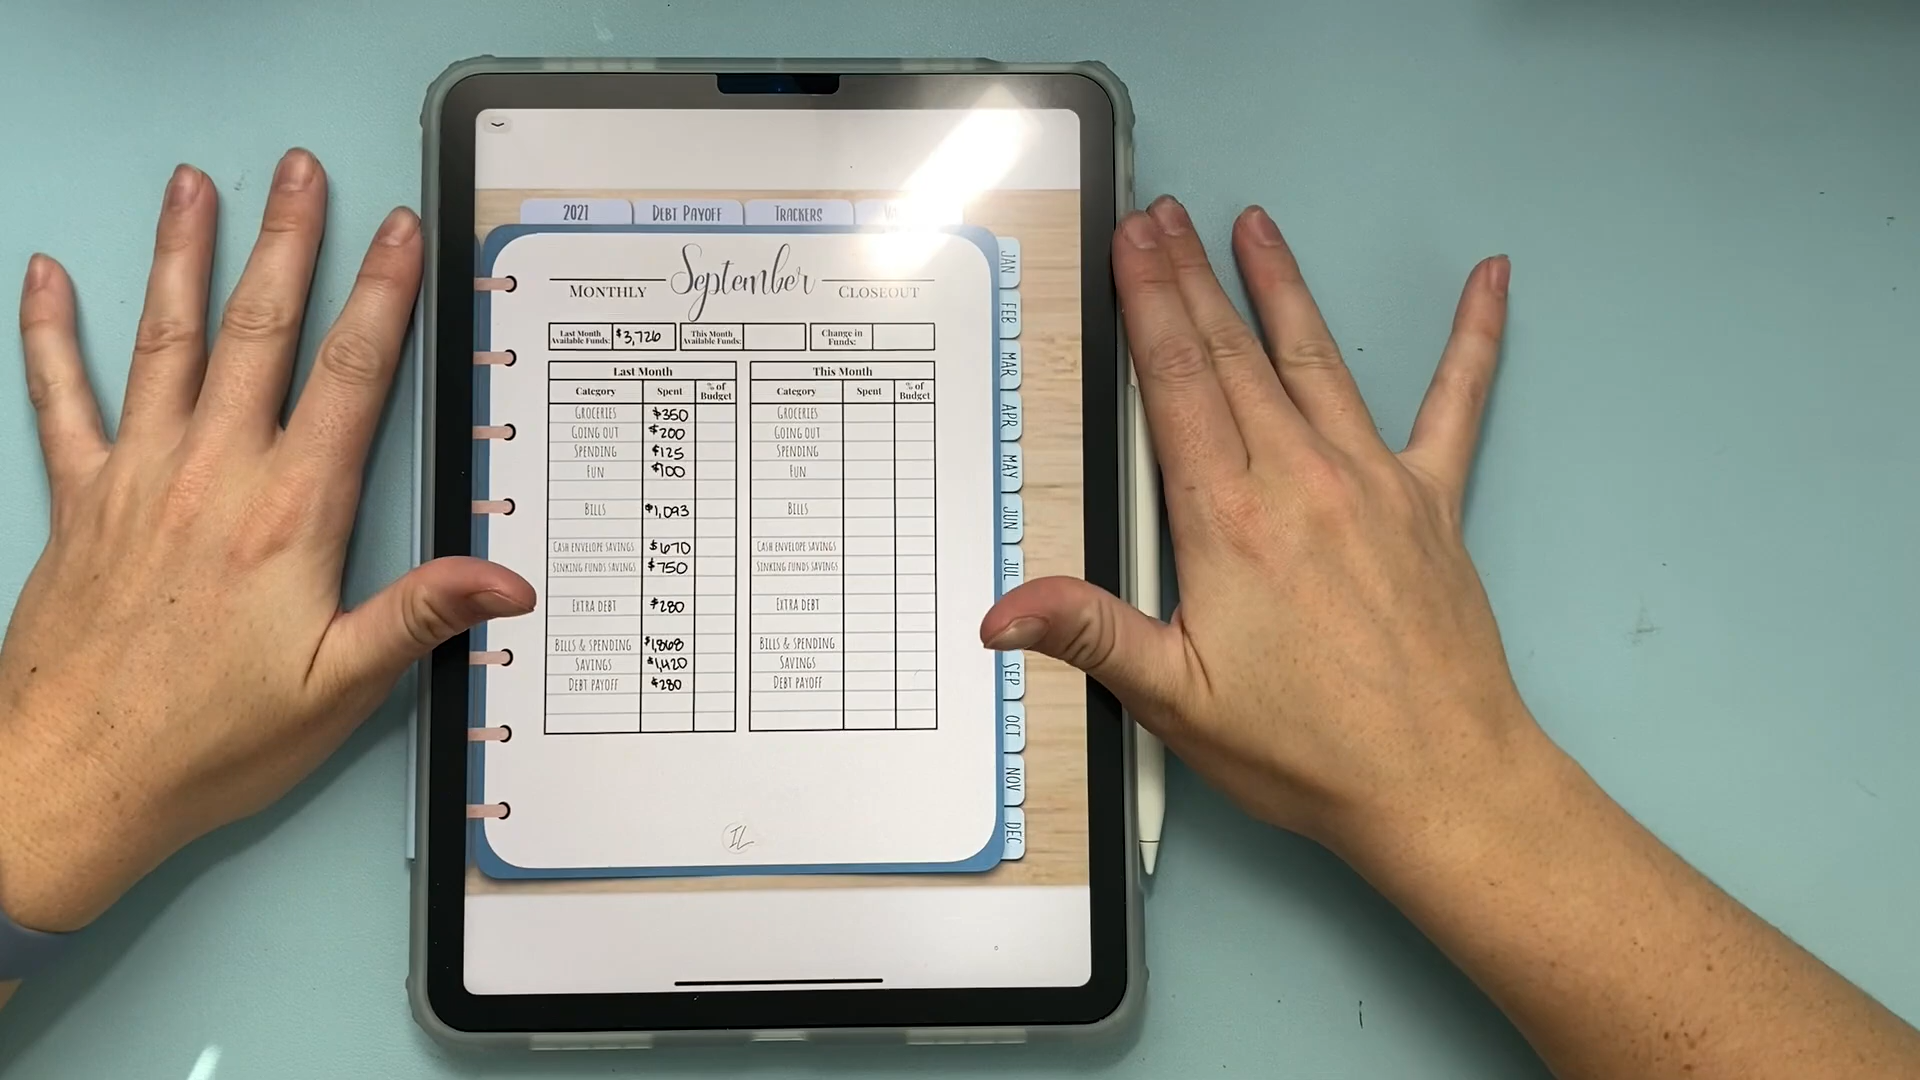 2021 DEBT PAYOFF TRACKERS
September
MONTHLY CLOSEOUT
Last Month Available Funds: $3,726 This Month Available Funds: Change in Funds:
Last Month This Month
Category Spent % of Budget Category Spent % of Budget
GROCERIES $350 GROCERIES
GOING OUT $200 GOING OUT
SPENDING $125 SPENDING
FUN $100 FUN
BILLS $1,093 BILLS
CASH ENVELOPE SAVINGS $670 CASH ENVELOPE SAVINGS
SINKING FUNDS SAVINGS $750 SINKING FUNDS SAVINGS
EXTRA DEBT $280 EXTRA DEBT
BILLS & SPENDING $1,868 BILLS & SPENDING
SAVINGS $1,420 SAVINGS
DEBT PAYOFF $280 DEBT PAYOFF
IL
JAN
FEB
MAR
APR
MAY
JUN
JUL
SEP
OCT
NOV
DEC